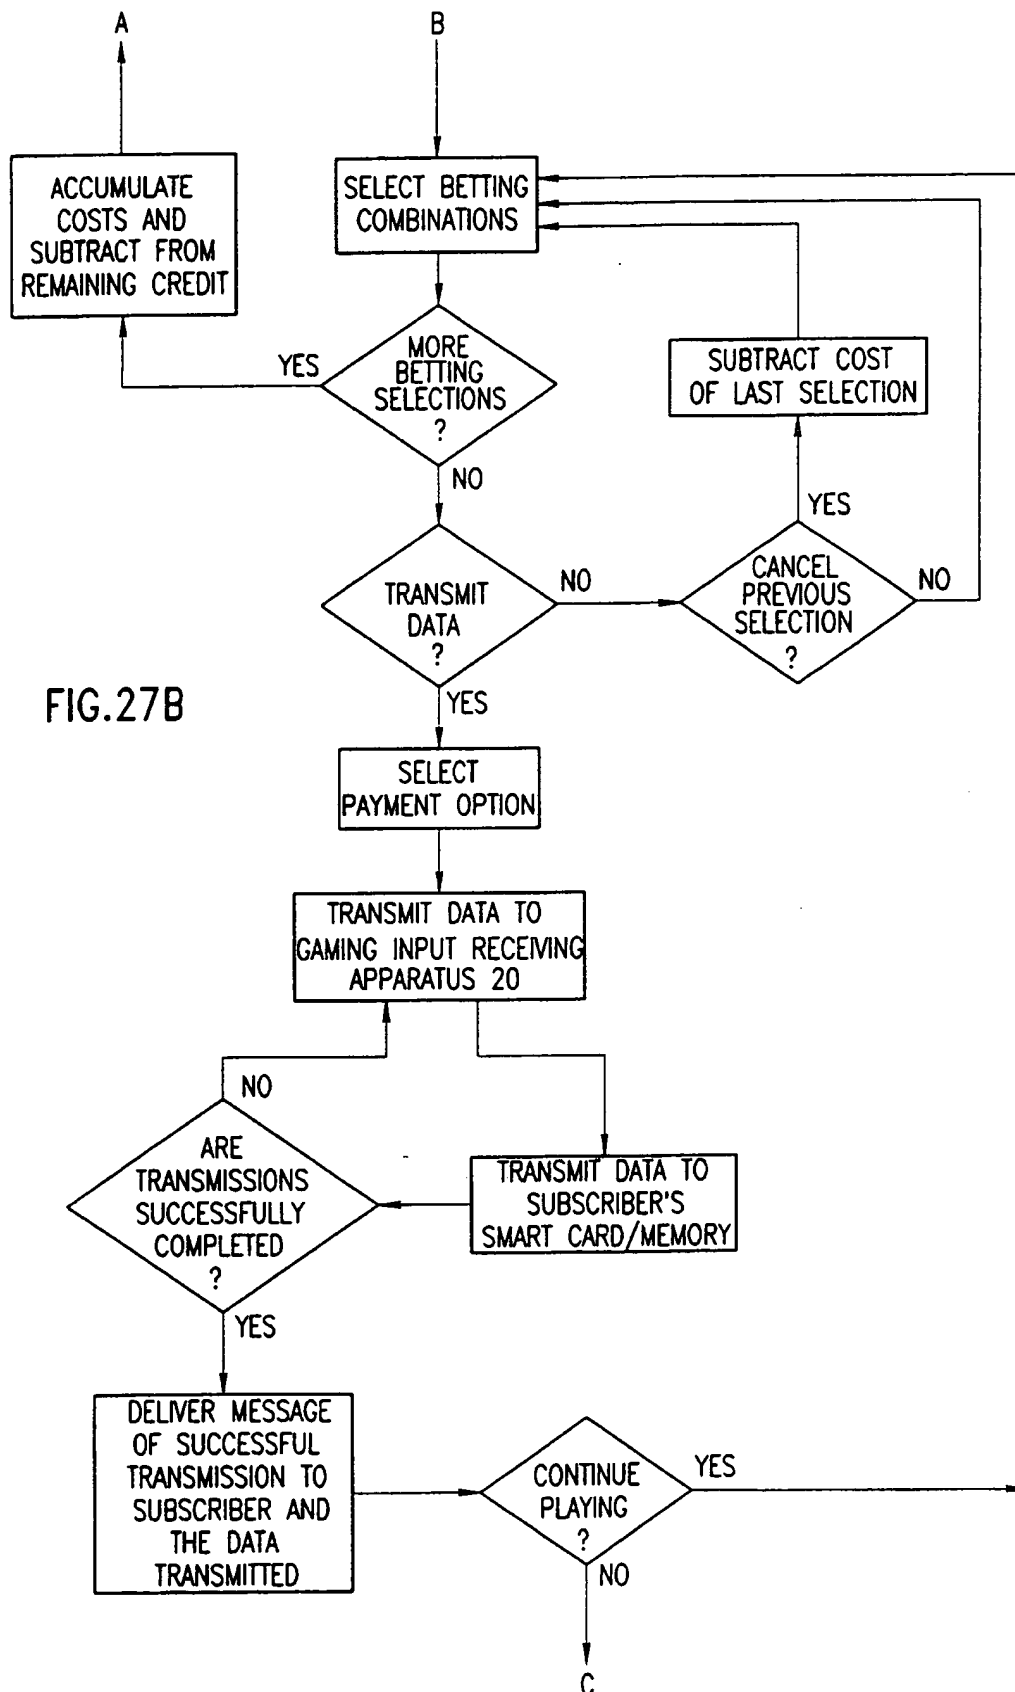 A
B
ACCUMULATE
COSTS AND
SUBTRACT FROM
REMAINING CREDIT
SELECT BETTING
COMBINATIONS
YES
MORE
BETTING
SELECTIONS
?
NO
SUBTRACT COST
OF LAST SELECTION
YES
TRANSMIT
DATA
?
NO
CANCEL
PREVIOUS
SELECTION
?
NO
FIG.27B
YES
SELECT
PAYMENT OPTION
TRANSMIT DATA TO
GAMING INPUT RECEIVING
APPARATUS 20
NO
ARE
TRANSMISSIONS
SUCCESSFULLY
COMPLETED
?
TRANSMIT DATA TO
SUBSCRIBER'S
SMART CARD/MEMORY
YES
DELIVER MESSAGE
OF SUCCESSFUL
TRANSMISSION TO
SUBSCRIBER AND
THE DATA
TRANSMITTED
CONTINUE
PLAYING
?
YES
NO
C